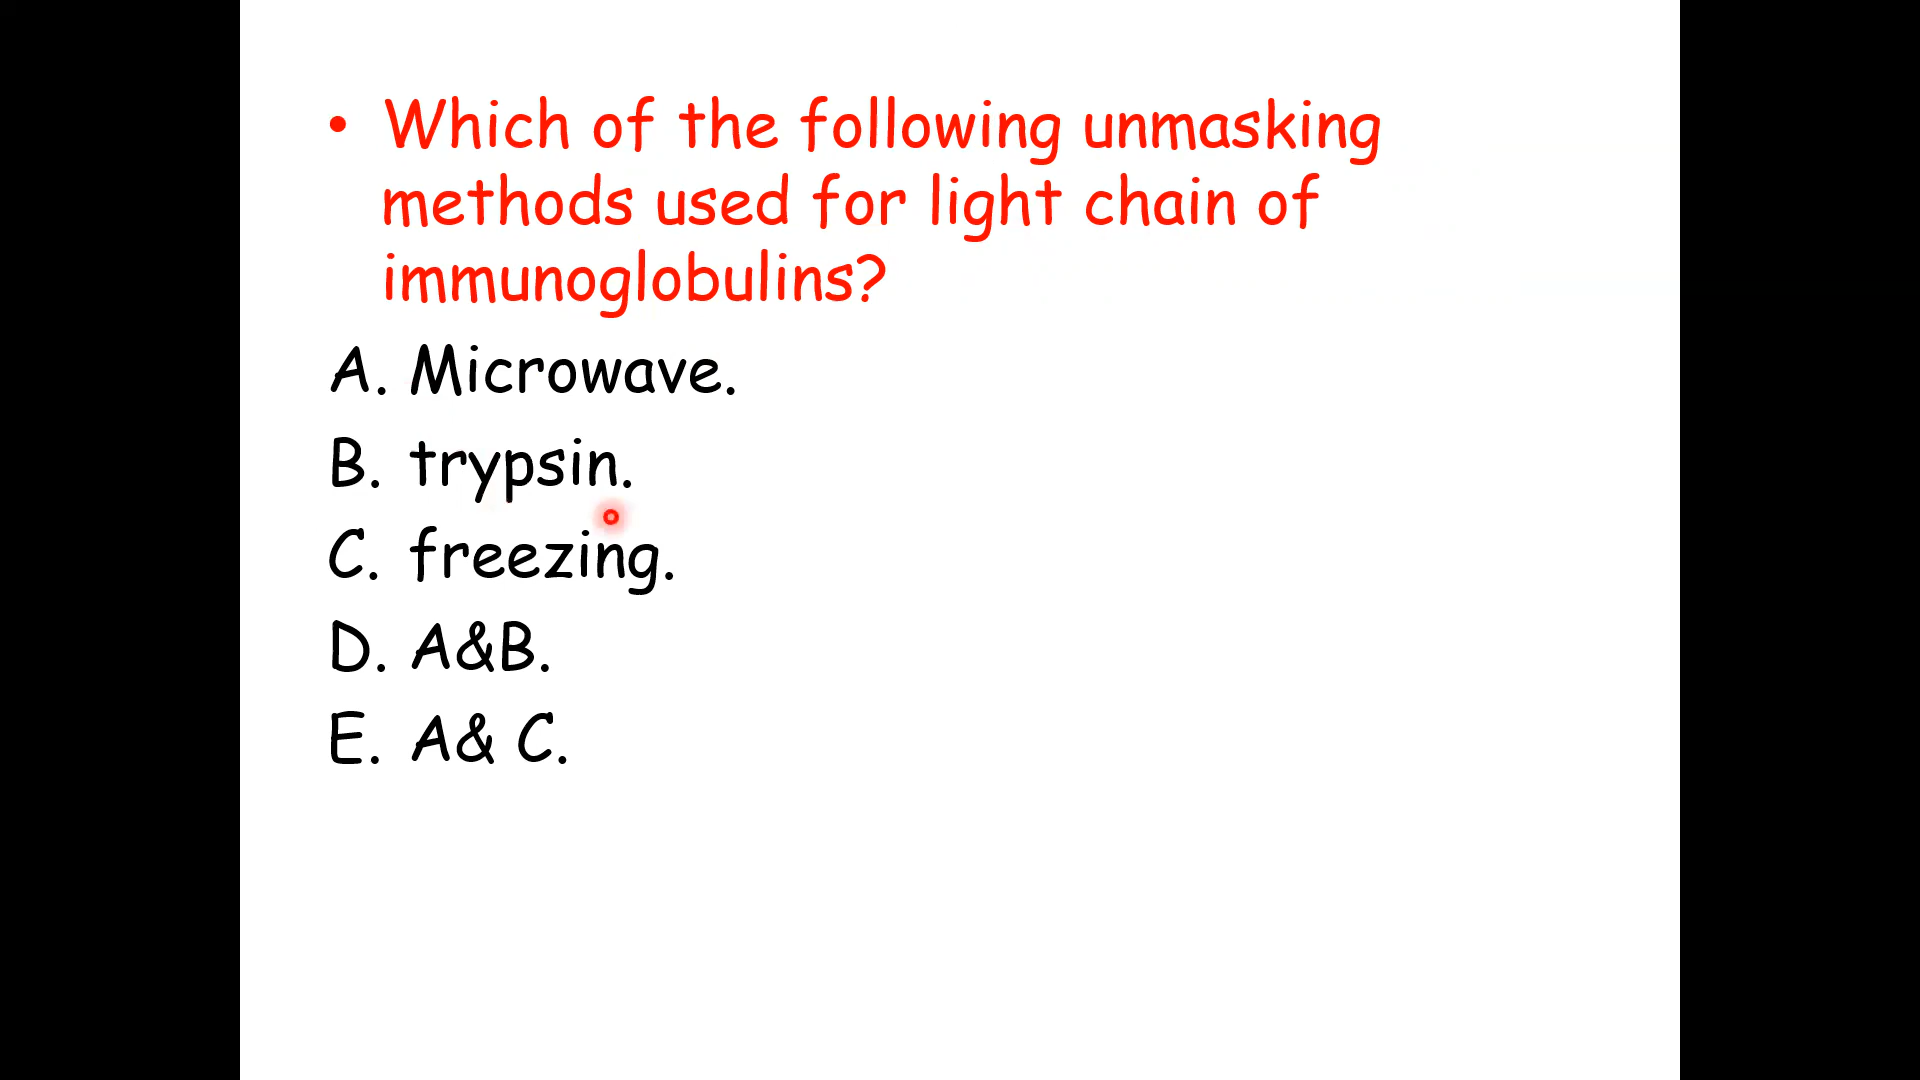 • Which of the following unmasking
methods used for light chain of
immunoglobulins?
A. Microwave.
B. trypsin.
C. freezing.
D. A&B.
E. A& C.